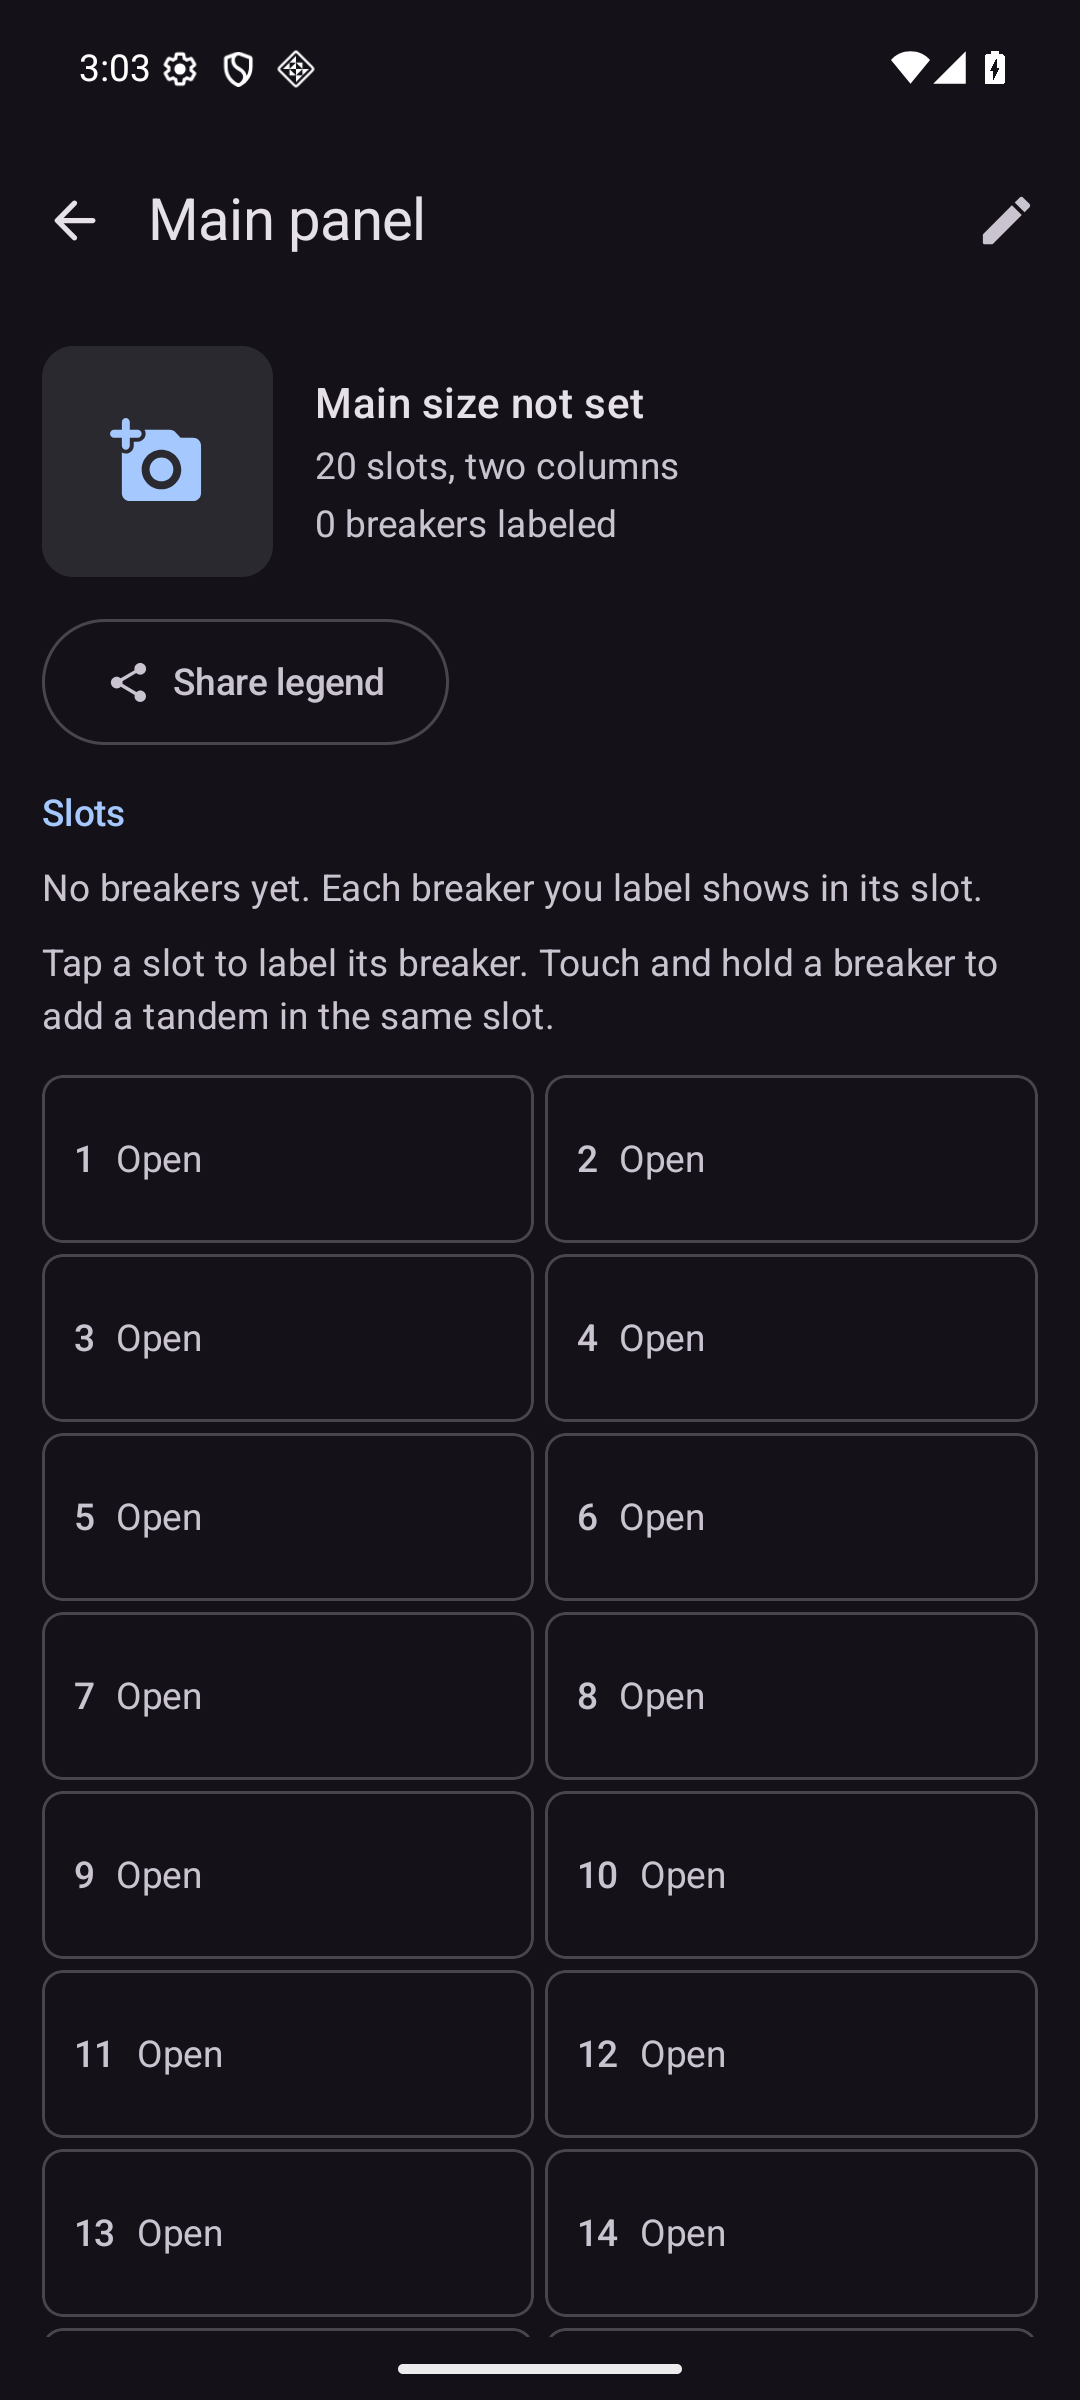 3:03
Main panel
Main size not set
20 slots, two columns
0 breakers labeled
Share legend
Slots
No breakers yet. Each breaker you label shows in its slot.
Tap a slot to label its breaker. Touch and hold a breaker to
add a tandem in the same slot.
1 Open
2 Open
3 Open
4 Open
5 Open
6 Open
7 Open
8 Open
9 Open
10 Open
11 Open
12 Open
13 Open
14 Open